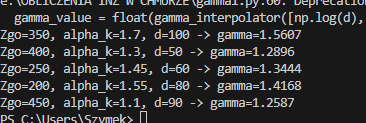 e:\OBLICZENIA INZ W CHMURZE\gamma1.py:60: Deprecation
gamma_value = float(gamma_interpolator([np.log(d),
Zgo=350, alpha_k=1.7, d=100 -> gamma=1.5607
Zgo=400, alpha_k=1.3, d=50 -> gamma=1.2896
Zgo=250, alpha_k=1.45, d=60 -> gamma=1.3444
Zgo=200, alpha_k=1.55, d=80 -> gamma=1.4168
Zgo=450, alpha_k=1.1, d=90 -> gamma=1.2587
PS C:\Users\Szymek>